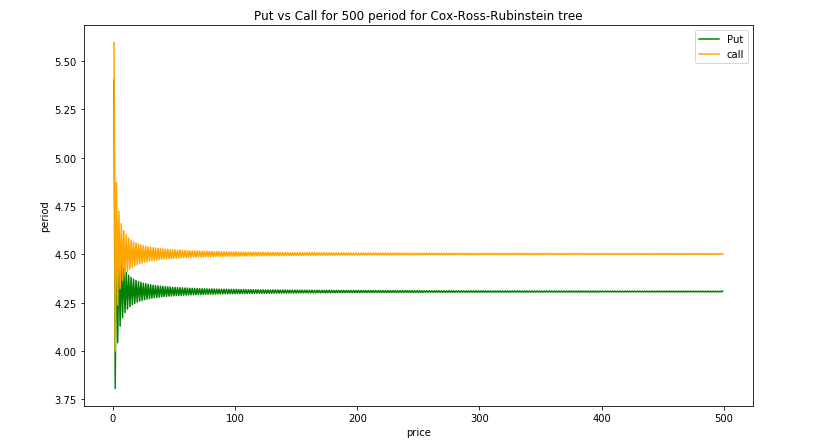 Put vs Call for 500 period for Cox-Ross-Rubinstein tree
Put
call
5.50
5.25
5.00
4.75
4.50
4.25
4.00
3.75
period
0
100
200
300
400
500
price